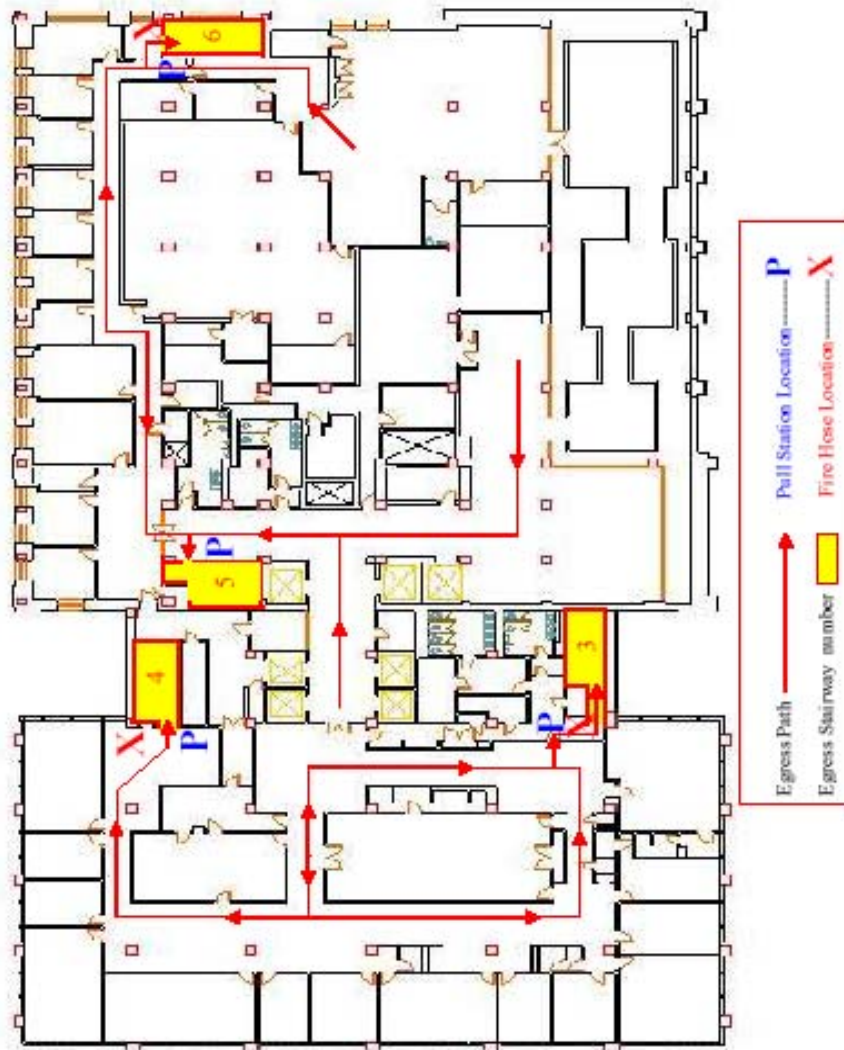 6
P
P
5
4
X
P
3
P
Egress Path
Pull Station Location--------P
Egress Stairway number
Fire Hose Location----------X